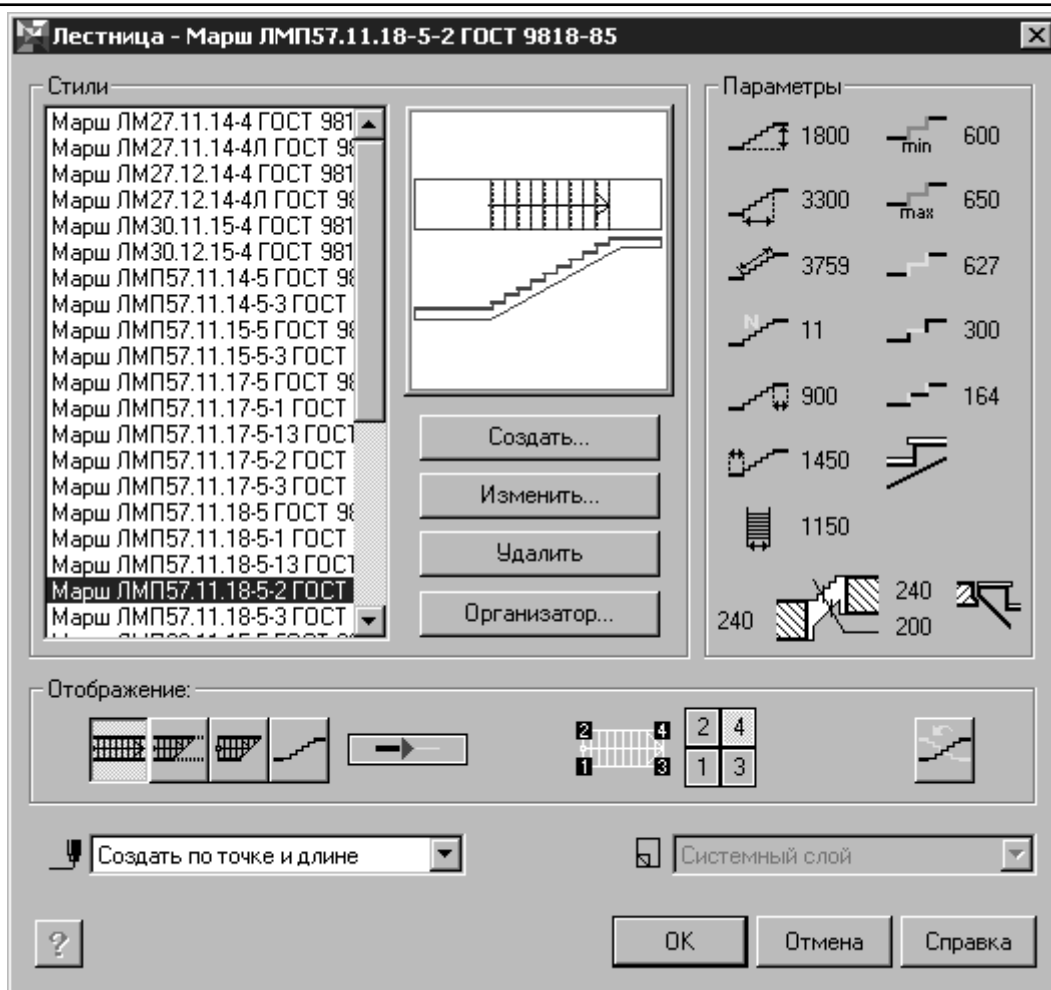 Лестница - Марш ЛМП57.11.18-5-2 ГОСТ 9818-85
Стили
Марш ЛМ27.11.14-4 ГОСТ 981
Марш ЛМ27.11.14-4Л ГОСТ 98
Марш ЛМ27.12.14-4 ГОСТ 981
Марш ЛМ27.12.14-4Л ГОСТ 98
Марш ЛМ30.11.15-4 ГОСТ 981
Марш ЛМ30.12.15-4 ГОСТ 981
Марш ЛМП57.11.14-5 ГОСТ 98
Марш ЛМП57.11.14-5-3 ГОСТ
Марш ЛМП57.11.15-5 ГОСТ 98
Марш ЛМП57.11.15-5-3 ГОСТ
Марш ЛМП57.11.17-5 ГОСТ 98
Марш ЛМП57.11.17-5-1 ГОСТ
Марш ЛМП57.11.17-5-13 ГОСТ
Марш ЛМП57.11.17-5-2 ГОСТ
Марш ЛМП57.11.17-5-3 ГОСТ
Марш ЛМП57.11.18-5 ГОСТ 98
Марш ЛМП57.11.18-5-1 ГОСТ
Марш ЛМП57.11.18-5-13 ГОСТ
Марш ЛМП57.11.18-5-2 ГОСТ
Марш ЛМП57.11.18-5-3 ГОСТ
Создать...
Изменить...
Удалить
Организатор...
Параметры
1800 min 600
3300 max 650
3759 627
N 11 300
900 164
1450
1150
240 240
200
Отображение:
2 4 2 4
1 3 1 3
Создать по точке и длине
Системный слой
?
OK
Отмена
Справка